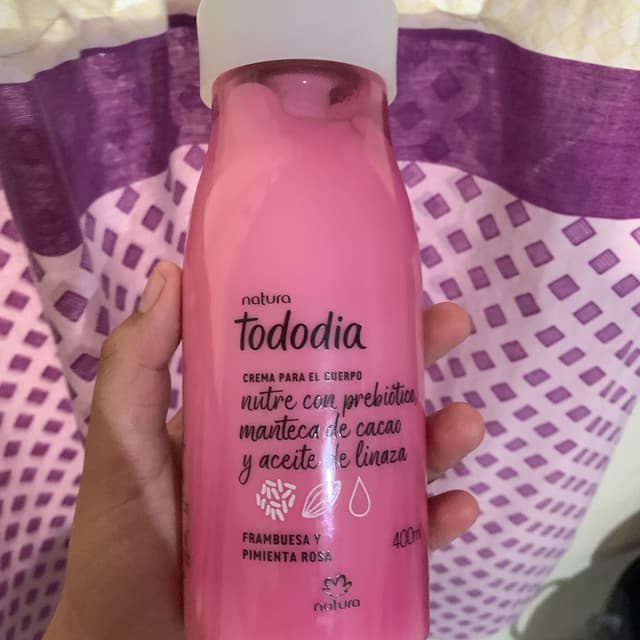 natura
tododia
CREMA PARA EL CUERPO
nutre con prebiótico,
manteca de cacao
y aceite de linaza
FRAMBUESA Y
PIMIENTA ROSA
400ml
natura